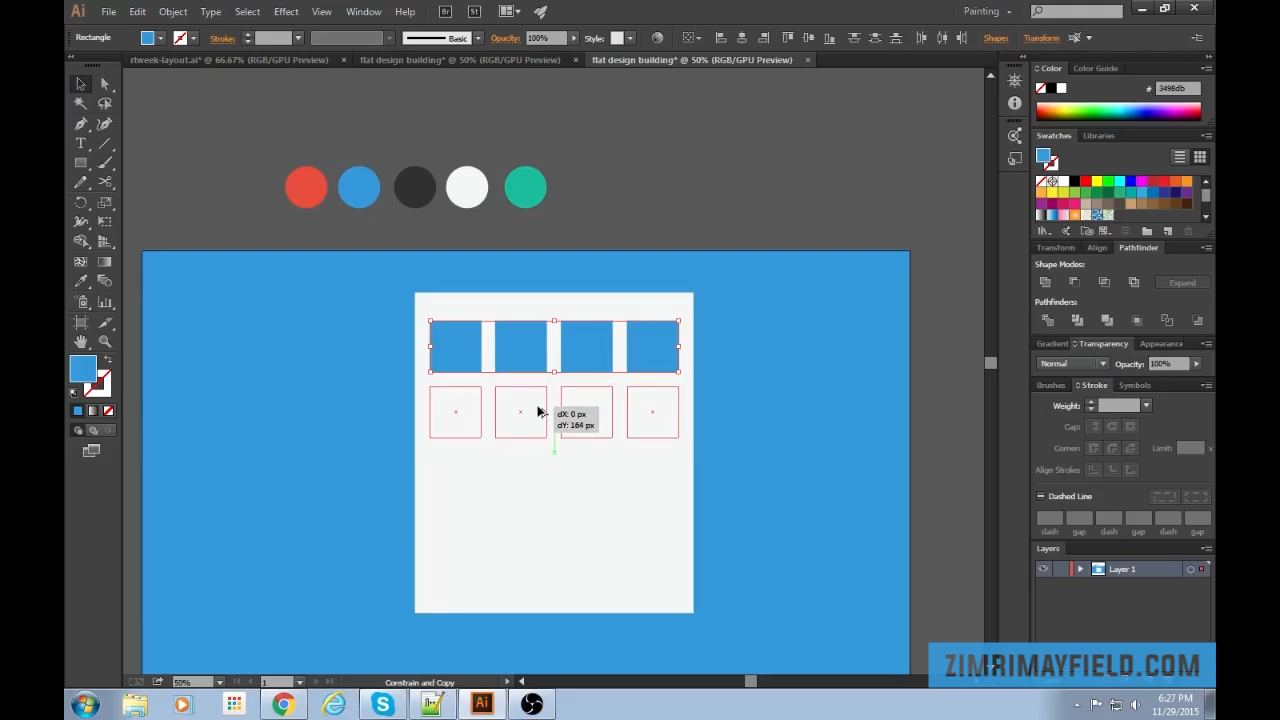 Ai File Edit Object Type Select Effect View Window Help Br St Painting
Rectangle Stroke: Basic Opacity: 100% Style: Shape: Transform
rtweek-layout.ai* @ 66.67% (RGB/GPU Preview) × flat design building* @ 50% (RGB/GPU Preview) × flat design building* @ 50% (RGB/GPU Preview) ×
Color Color Guide
# 3498db
Swatches Libraries
Transform Align Pathfinder
Shape Modes:
Expand
Pathfinders:
Gradient Transparency Appearance
Normal Opacity: 100%
Brushes Stroke Symbols
Weight:
Cap:
Corner: Limit:
Align Stroke:
Dashed Line
dash gap dash gap dash gap
Layers
Layer 1
dX: 0 px
dY: 164 px
50% 1 Constrain and Copy
ZIMRIMAYFIELD.COM
Ai
6:27 PM
11/29/2015